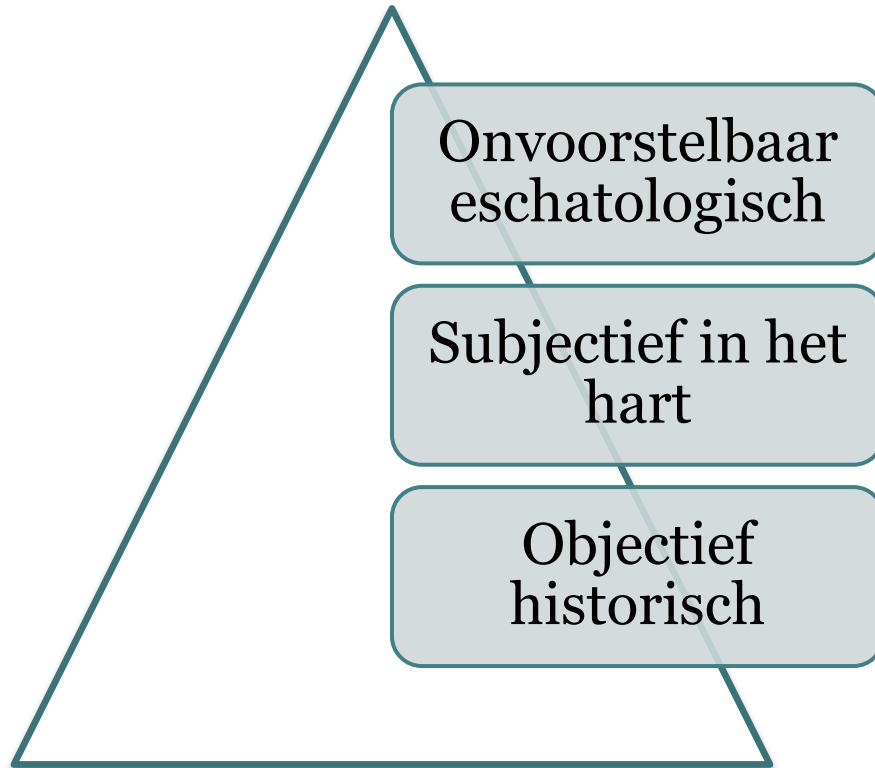 Onvoorstelbaar
eschatologisch
Subjectief in het
hart
Objectief
historisch